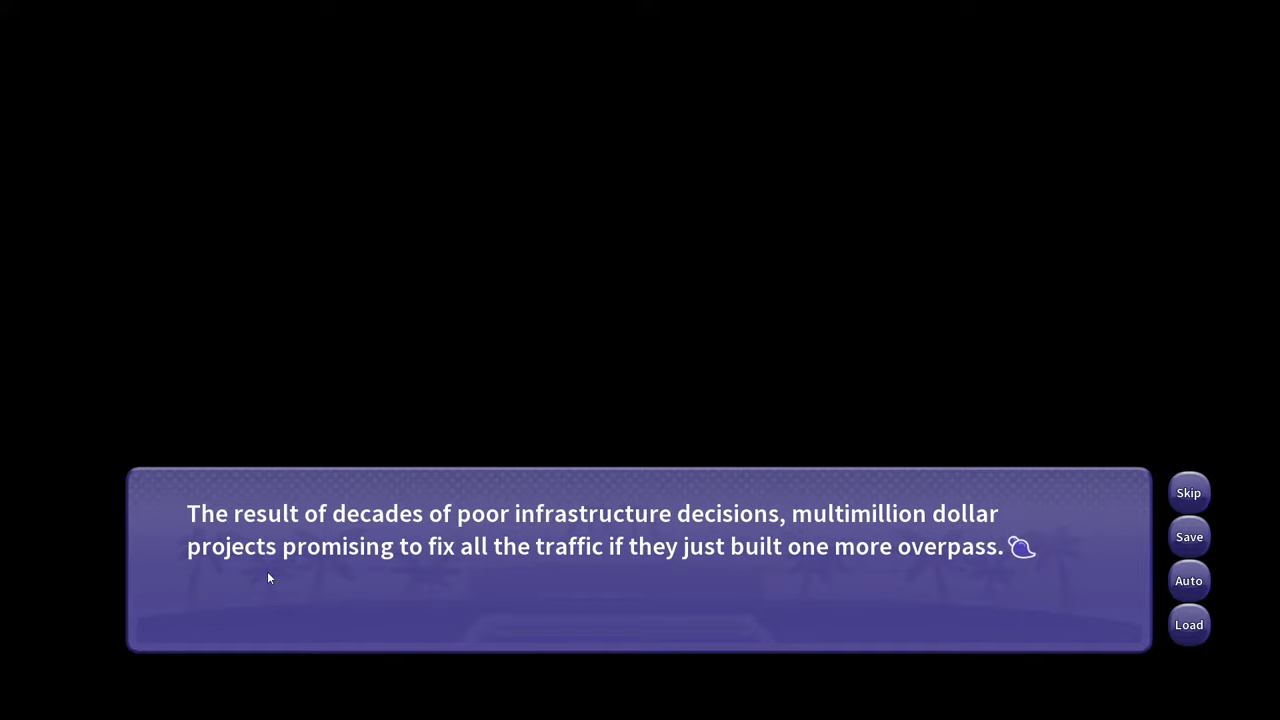 The result of decades of poor infrastructure decisions, multimillion dollar
projects promising to fix all the traffic if they just built one more overpass.
Skip
Save
Auto
Load